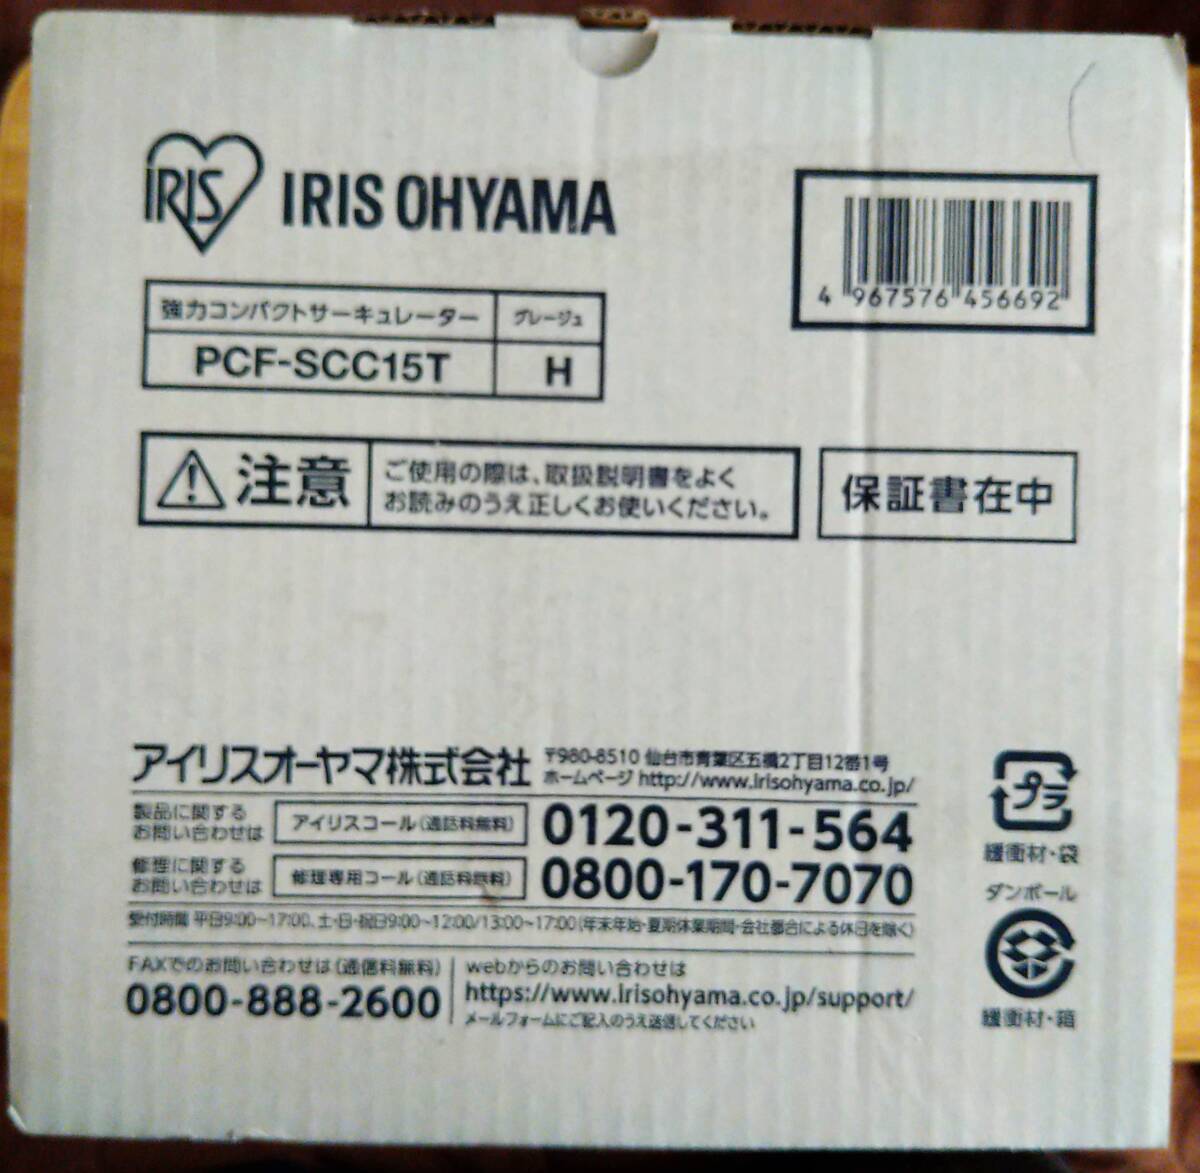 IRIS IRIS OHYAMA
4 967576 456692
強力コンパクトサーキュレーター グレージュ
PCF-SCC15T H
注意 ご使用の際は、取扱説明書をよく
お読みのうえ正しくお使いください。
保証書在中
アイリスオーヤマ株式会社 〒980-8510 仙台市青葉区五橋2丁目12番1号
ホームページ http://www.irisohyama.co.jp/
製品に関する
お問い合わせは アイリスコール(通話料無料) 0120-311-564
修理に関する
お問い合わせは 修理専用コール(通話料無料) 0800-170-7070
受付時間 平日9:00~17:00、土・日・祝日9:00~12:00/13:00~17:00(年末年始・夏期休業期間・会社都合による休日を除く)
FAXでのお問い合わせは(通信料無料)
0800-888-2600
webからのお問い合わせは
https://www.irisohyama.co.jp/support/
メールフォームにご記入のうえ送信してください
プラ
緩衝材・袋
ダンボール
緩衝材・箱